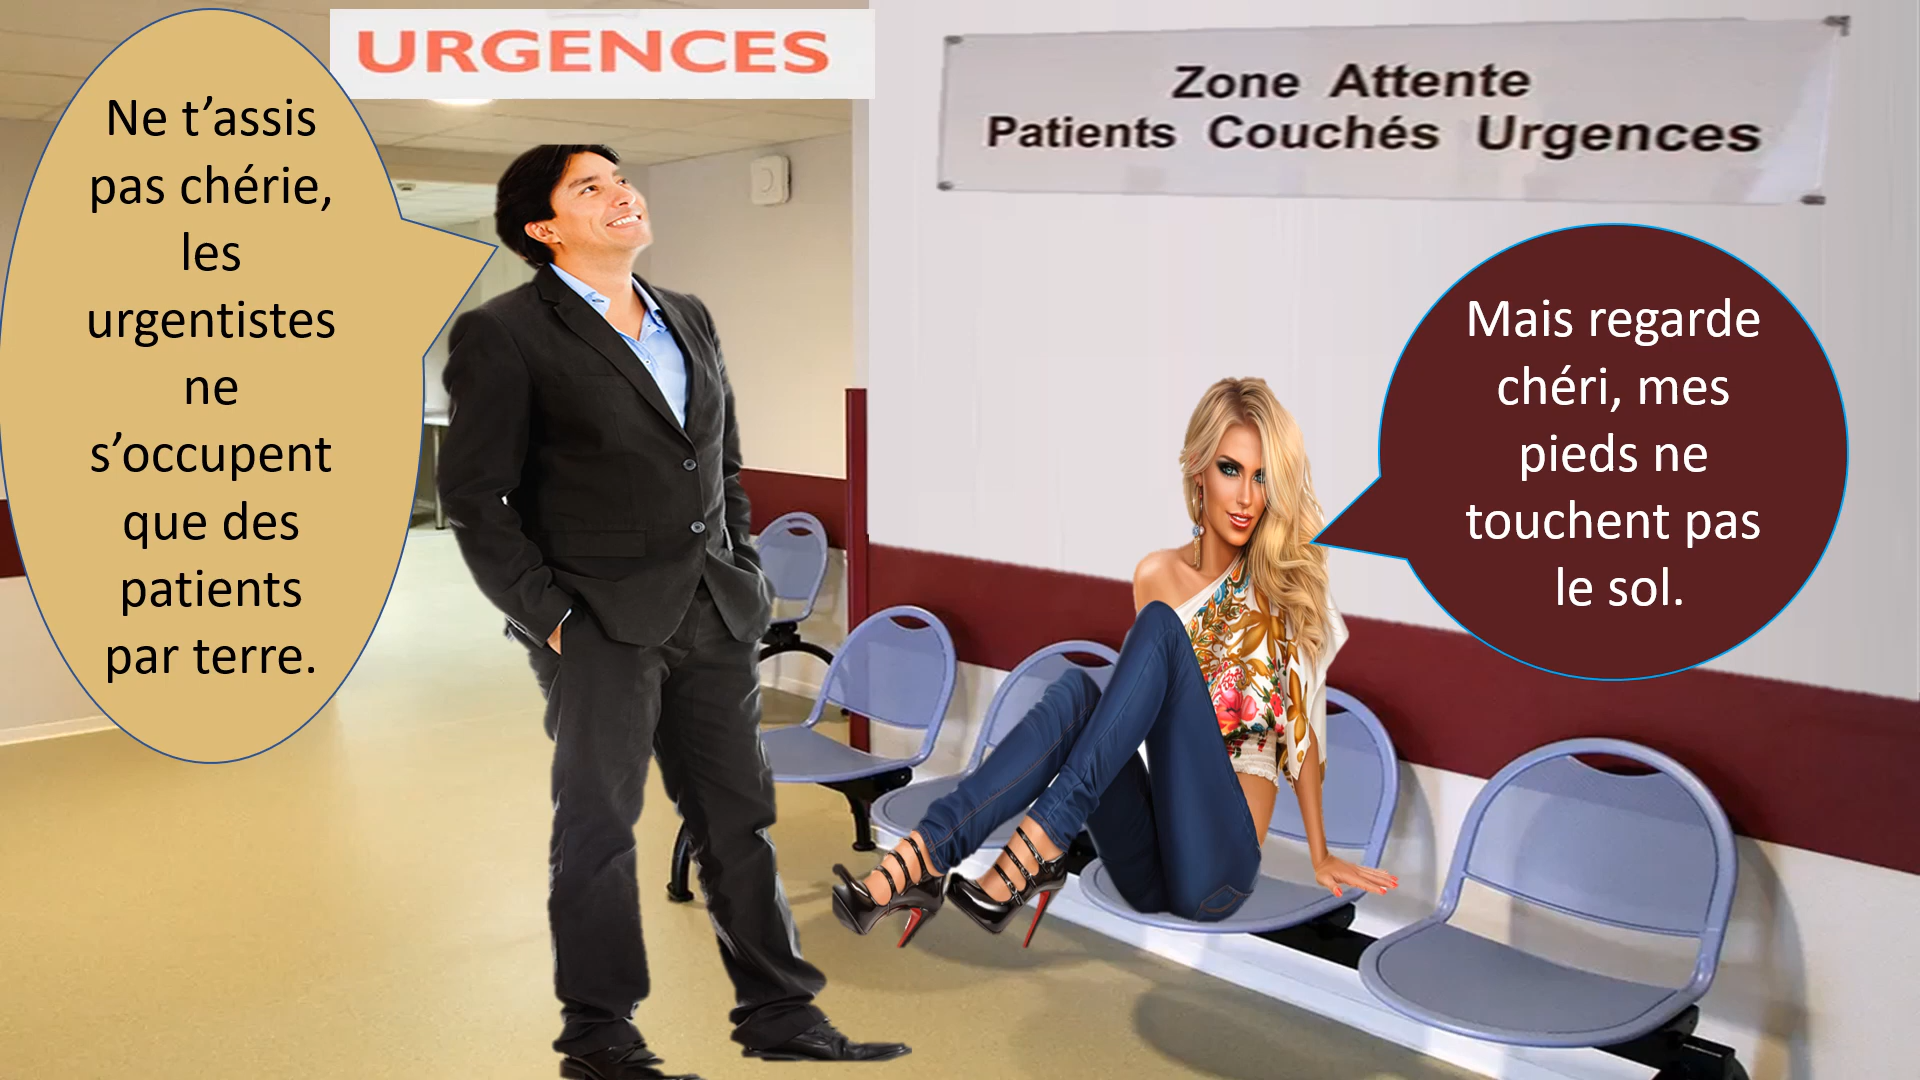 URGENCES
Zone Attente
Patients Couchés Urgences
Ne t’assis
pas chérie,
les
urgentistes
ne
s’occupent
que des
patients
par terre.
Mais regarde
chéri, mes
pieds ne
touchent pas
le sol.